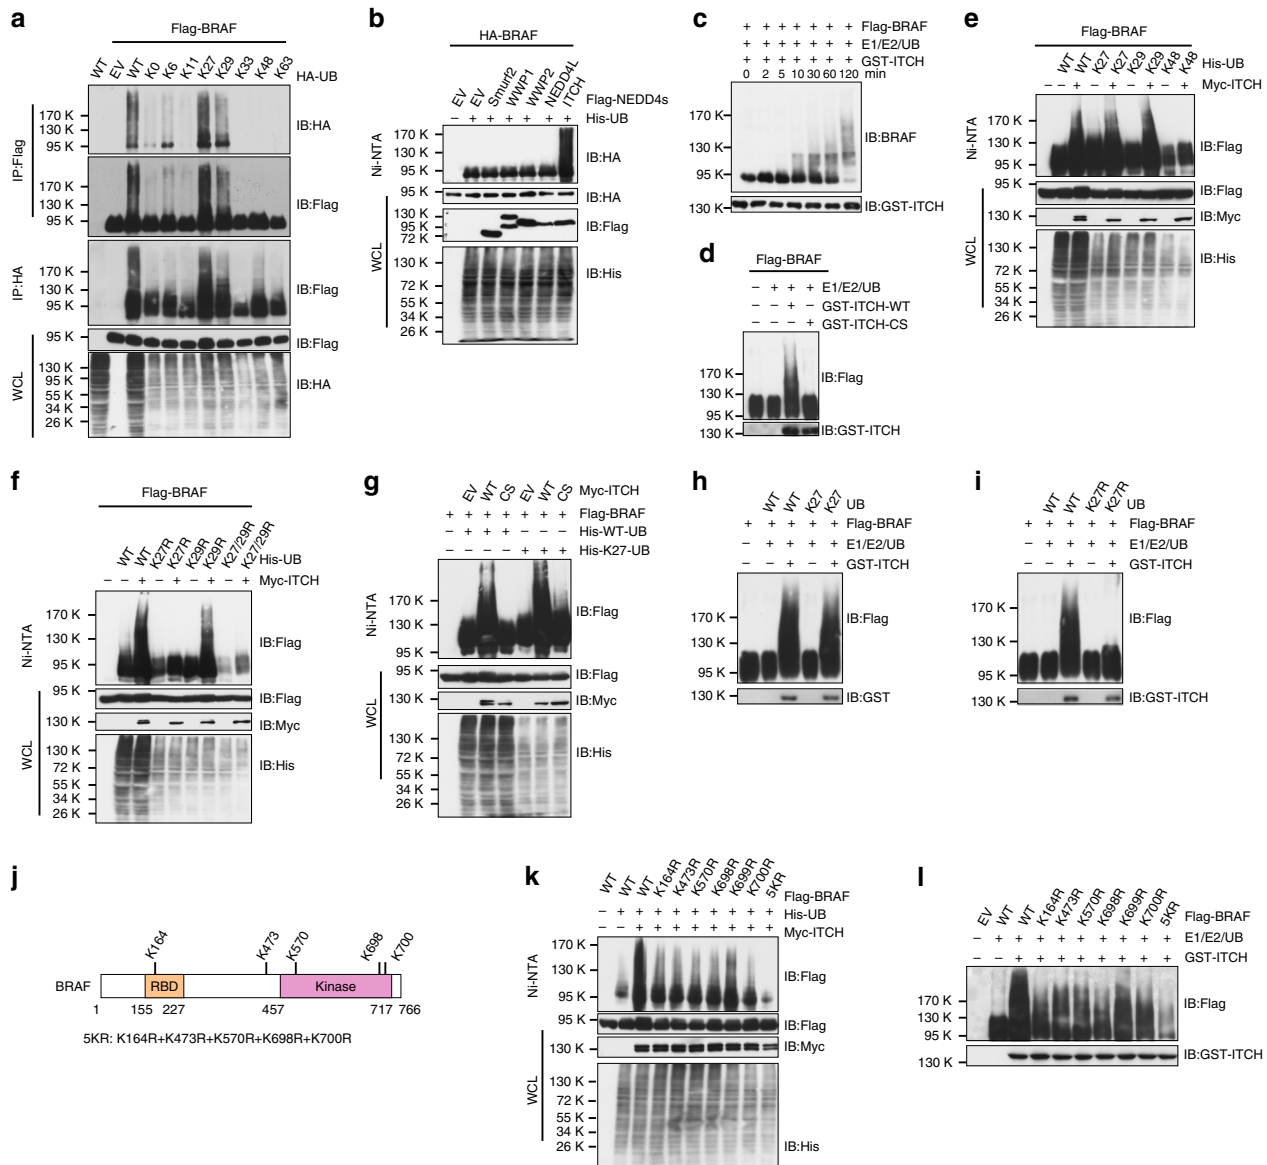 a
Flag-BRAF
WT EV WT K0 K6 K11 K27 K29 K33 K48 K63
HA-UB
IP:Flag
170 K
130 K
95 K
IB:HA
170 K
130 K
95 K
IB:Flag
IP:HA
170 K
130 K
95 K
IB:Flag
WCL
95 K
IB:Flag
130 K
95 K
55 K
34 K
26 K
IB:HA
b
HA-BRAF
EV EV Smurf2 WWP1 WWP2 NEDD4L ITCH
Flag-NEDD4s
− + + + + + + His-UB
Ni-NTA
170 K
130 K
95 K
IB:HA
WCL
95 K
IB:HA
130 K
95 K
72 K
IB:Flag
130 K
72 K
55 K
34 K
26 K
IB:His
c
+ + + + + + + Flag-BRAF
+ + + + + + + E1/E2/UB
+ + + + + + + GST-ITCH
0 2 5 10 30 60 120 min
170 K
130 K
95 K
IB:BRAF
130 K
IB:GST-ITCH
d
Flag-BRAF
− + + + E1/E2/UB
− − + − GST-ITCH-WT
− − − + GST-ITCH-CS
170 K
130 K
95 K
IB:Flag
130 K
IB:GST-ITCH
e
Flag-BRAF
− WT WT K27 K27 K29 K29 K48 K48
His-UB
− − + − + − + − + Myc-ITCH
Ni-NTA
170 K
130 K
95 K
IB:Flag
WCL
95 K
IB:Flag
130 K
IB:Myc
130 K
72 K
55 K
34 K
26 K
IB:His
f
Flag-BRAF
− WT WT K27R K27R K29R K29R K27/29R K27/29R
His-UB
− − + − + − + − + Myc-ITCH
Ni-NTA
170 K
130 K
95 K
IB:Flag
WCL
95 K
IB:Flag
130 K
IB:Myc
130 K
72 K
55 K
34 K
26 K
IB:His
g
− EV WT CS EV WT CS Myc-ITCH
+ + + + + + + Flag-BRAF
− + + + − − − His-WT-UB
− − − − + + + His-K27-UB
Ni-NTA
170 K
130 K
95 K
IB:Flag
WCL
95 K
IB:Flag
130 K
IB:Myc
130 K
72 K
55 K
34 K
26 K
IB:His
h
− WT WT K27 K27 UB
+ + + + + Flag-BRAF
− + + + + E1/E2/UB
− − + − + GST-ITCH
170 K
130 K
95 K
IB:Flag
130 K
IB:GST
i
− WT WT K27R K27R UB
+ + + + + Flag-BRAF
− + + + + E1/E2/UB
− − + − + GST-ITCH
170 K
130 K
95 K
IB:Flag
130 K
IB:GST-ITCH
j
K164 K473 K570 K698 K700
BRAF RBD Kinase
1 155 227 457 717 766
5KR: K164R+K473R+K570R+K698R+K700R
k
WT WT WT K164R K473R K570R K698R K699R K700R 5KR
Flag-BRAF
− + + + + + + + + + His-UB
− − + + + + + + + + Myc-ITCH
Ni-NTA
170 K
130 K
95 K
IB:Flag
WCL
95 K
IB:Flag
130 K
IB:Myc
130 K
72 K
55 K
34 K
26 K
IB:His
l
EV WT WT K164R K473R K570R K698R K699R K700R 5KR
Flag-BRAF
− + + + + + + + + + E1/E2/UB
− − + + + + + + + + GST-ITCH
170 K
130 K
95 K
IB:Flag
130 K
IB:GST-ITCH